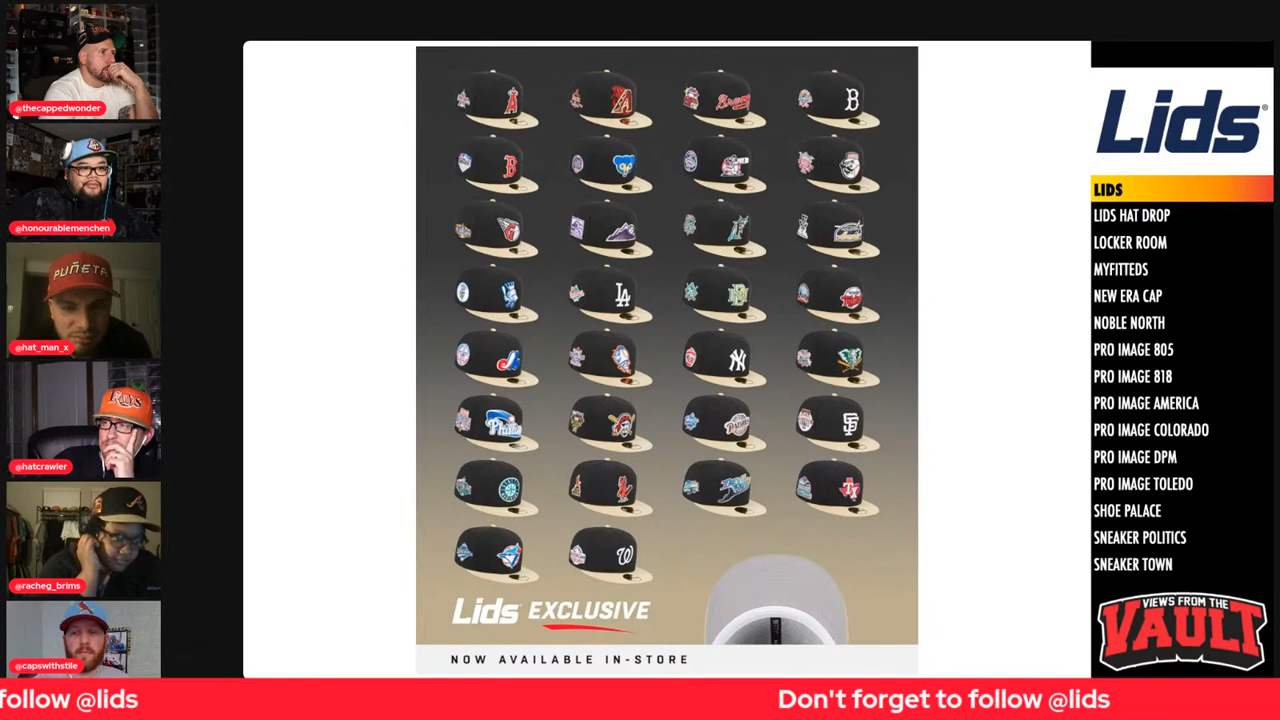 @thecappedwonder
@honourablemenchen
PUÑETA
@hat_man_x
RAYS
@hatcrawler
@racheg_brims
@capswithstile
Braves
Lids EXCLUSIVE
NOW AVAILABLE IN-STORE
Lids®
LIDS
LIDS HAT DROP
LOCKER ROOM
MYFITTEDS
NEW ERA CAP
NOBLE NORTH
PRO IMAGE 805
PRO IMAGE 818
PRO IMAGE AMERICA
PRO IMAGE COLORADO
PRO IMAGE DPM
PRO IMAGE TOLEDO
SHOE PALACE
SNEAKER POLITICS
SNEAKER TOWN
VIEWS FROM THE
VAULT
follow @lids
Don't forget to follow @lids